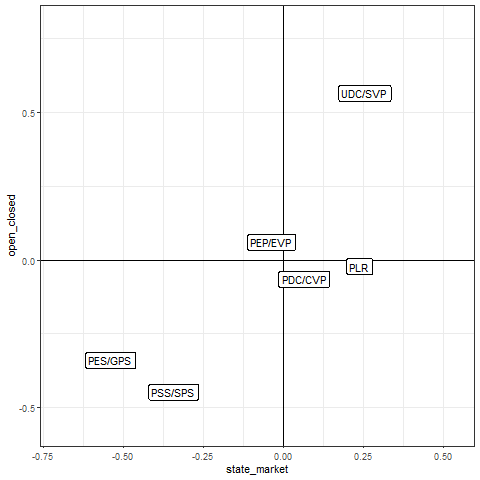 UDC/SVP
0.5
PEP/EVP
0.0
PLR
PDC/CVP
PES/GPS
PSS/SPS
-0.5
-0.75 -0.50 -0.25 0.00 0.25 0.50
state_market
open_closed